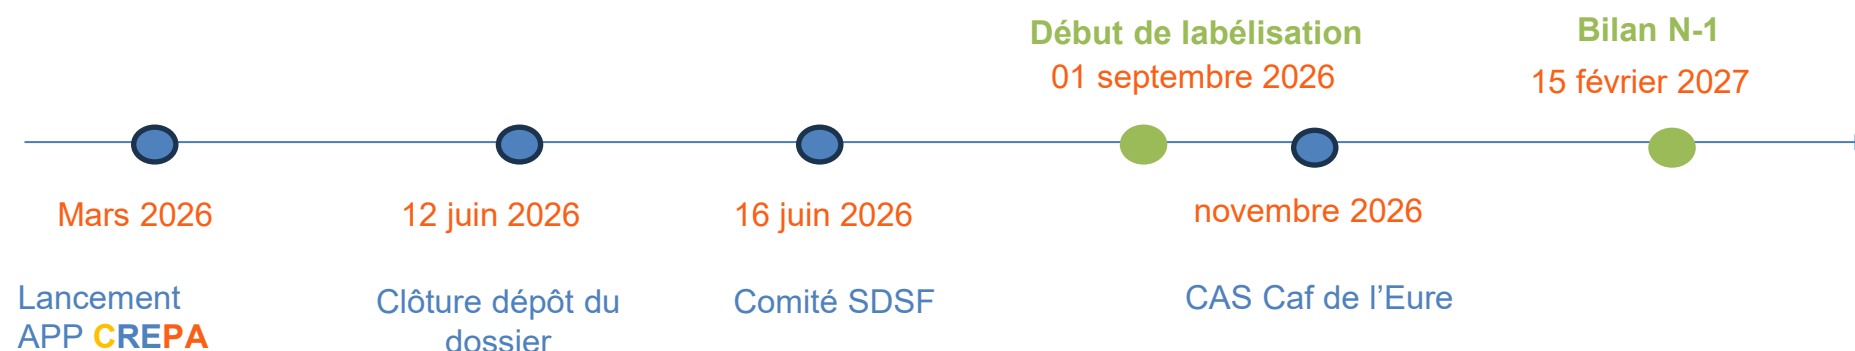 Début de labélisation
01 septembre 2026
Bilan N-1
15 février 2027
Mars 2026
12 juin 2026
16 juin 2026
novembre 2026
Lancement
APP CREPA
Clôture dépôt du
dossier
Comité SDSF
CAS Caf de l’Eure